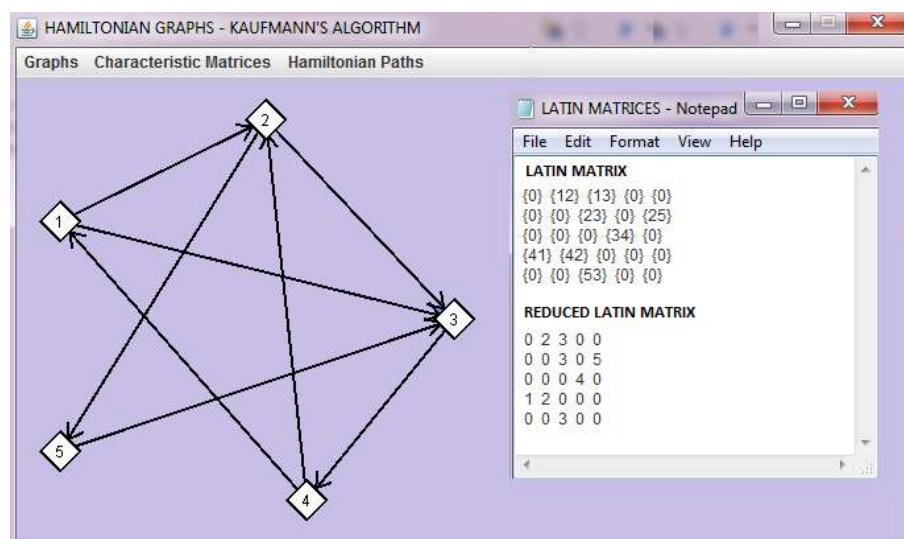 HAMILTONIAN GRAPHS - KAUFMANN'S ALGORITHM
Graphs Characteristic Matrices Hamiltonian Paths
2
1
3
5
4
LATIN MATRICES - Notepad
File Edit Format View Help
LATIN MATRIX
{0} {12} {13} {0} {0}
{0} {0} {23} {0} {25}
{0} {0} {0} {34} {0}
{41} {42} {0} {0} {0}
{0} {0} {53} {0} {0}
REDUCED LATIN MATRIX
0 2 3 0 0
0 0 3 0 5
0 0 0 4 0
1 2 0 0 0
0 0 3 0 0